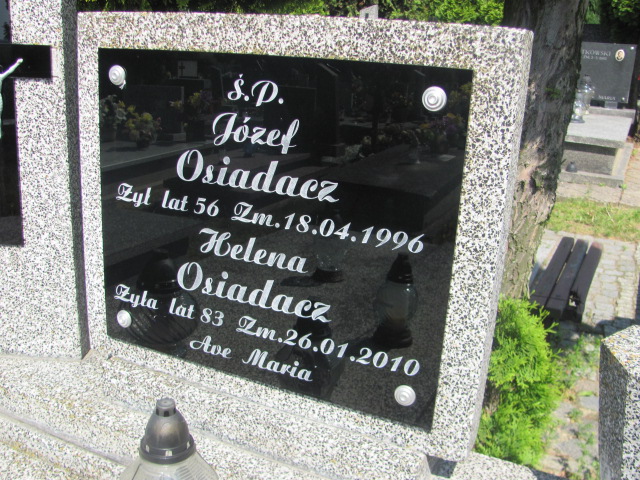 Ś.P.
Józef
Osiadacz
Żył lat 56 Zm. 18.04.1996
Helena
Osiadacz
Żyła lat 83 Zm. 26.01.2010
Ave Maria